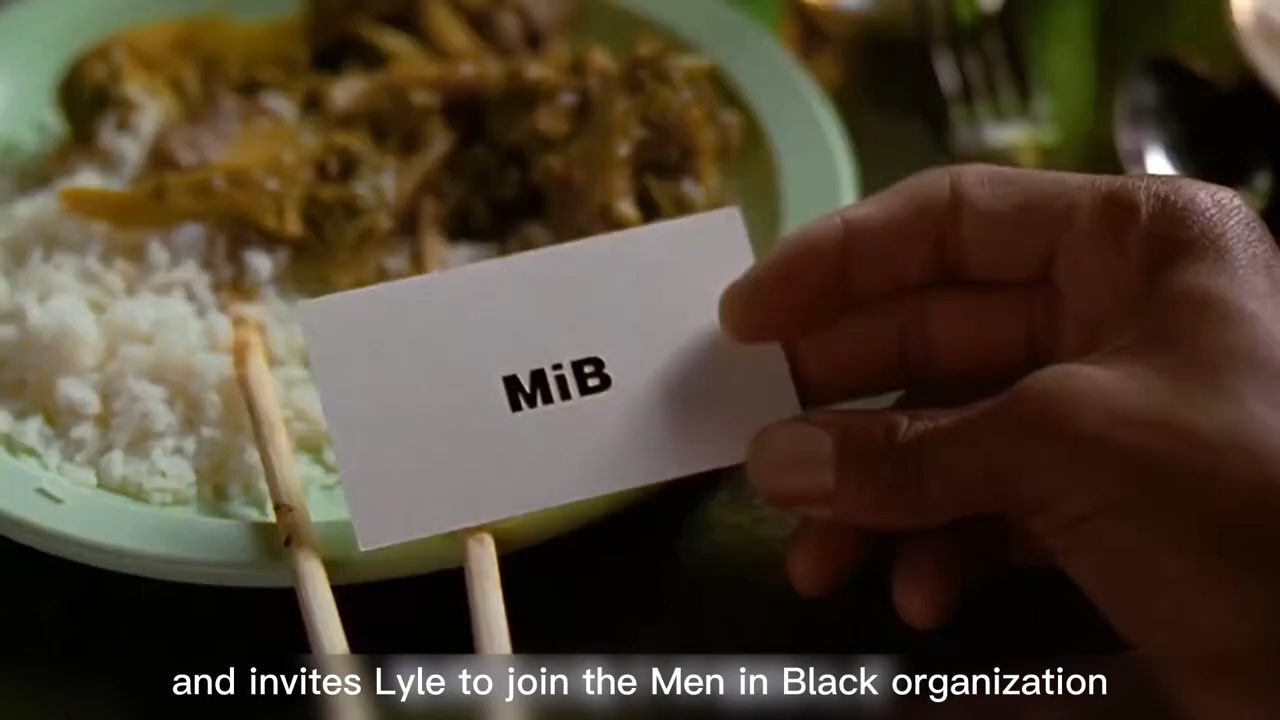 MiB
and invites Lyle to join the Men in Black organization